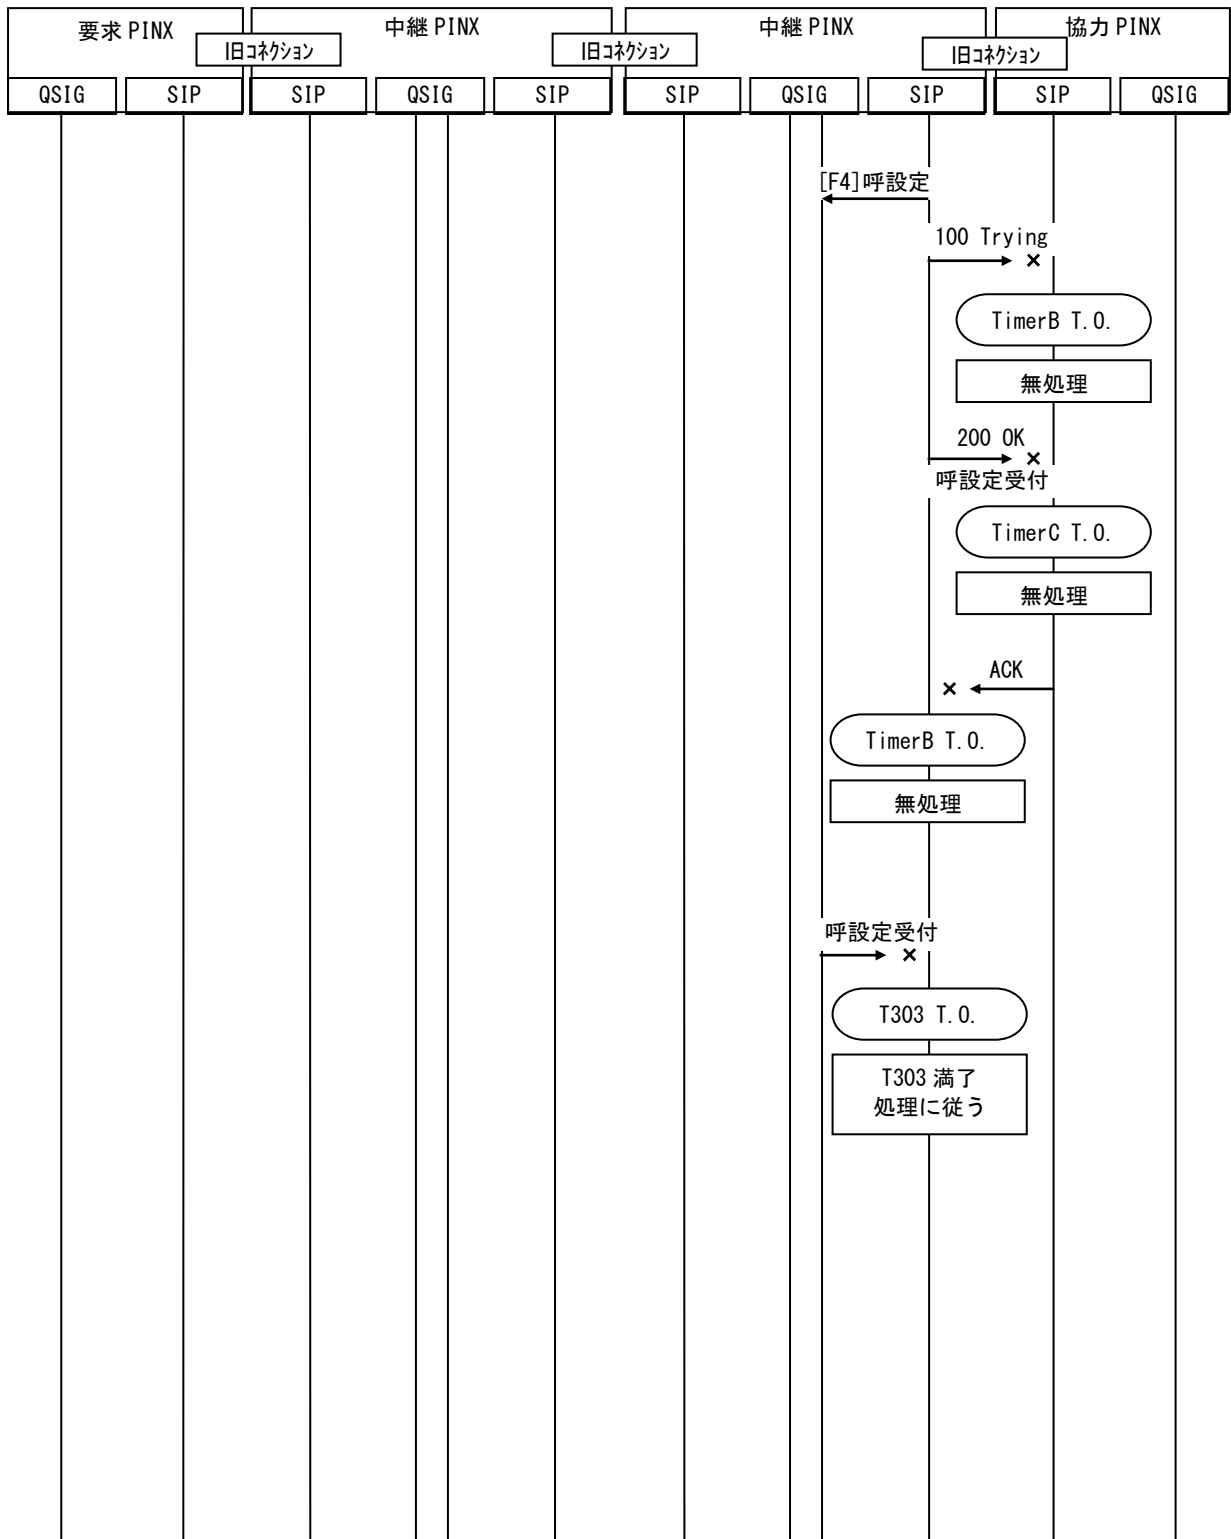 要求 PINX
中継 PINX
中継 PINX
協力 PINX
旧ｺﾈｸｼｮﾝ
旧ｺﾈｸｼｮﾝ
旧ｺﾈｸｼｮﾝ
QSIG
SIP
SIP
QSIG
SIP
SIP
QSIG
SIP
SIP
QSIG
[F4]呼設定
100 Trying
×
TimerB T.O.
無処理
200 OK
×
呼設定受付
TimerC T.O.
無処理
ACK
×
TimerB T.O.
無処理
呼設定受付
×
T303 T.O.
T303 満了
処理に従う